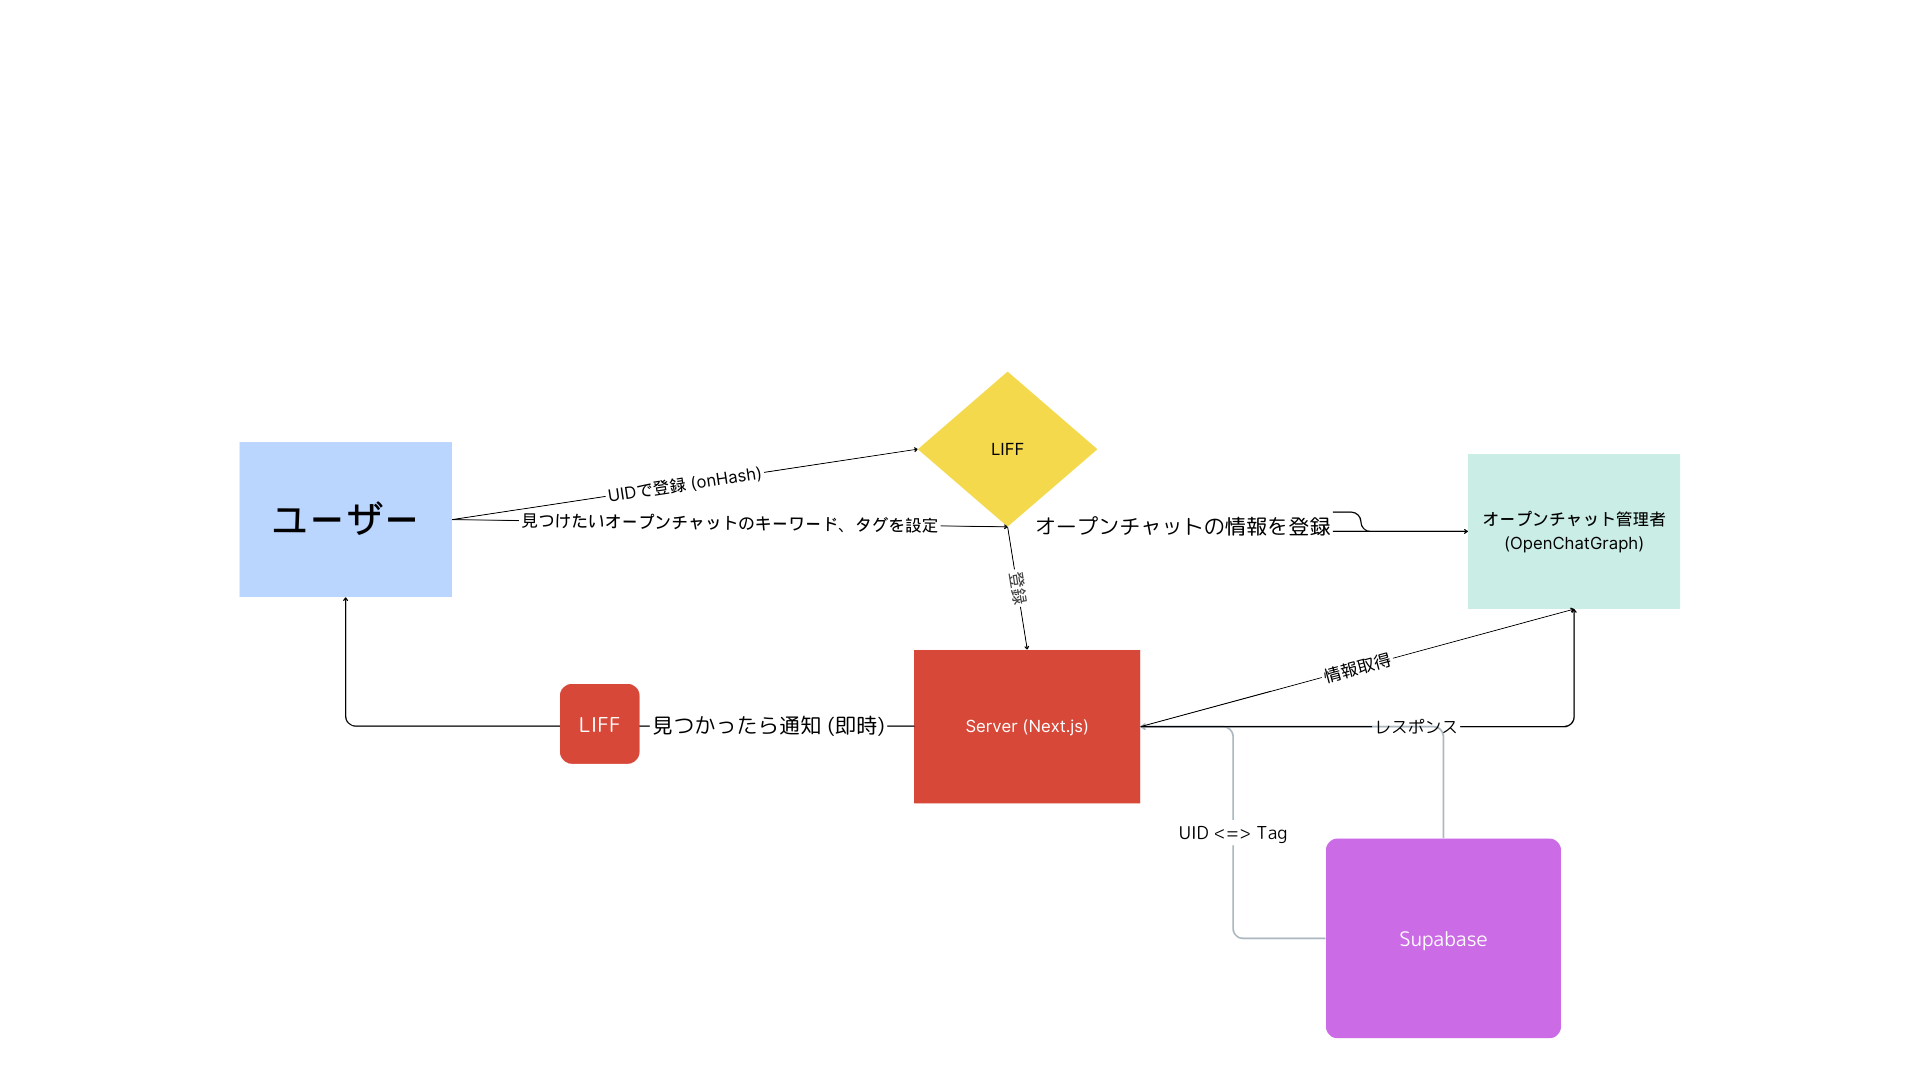 LIFF
UIDで登録 (onHash)
ユーザー
見つけたいオープンチャットのキーワード、タグを設定
オープンチャットの情報を登録
オープンチャット管理者
(OpenChatGraph)
登録
情報取得
LIFF
見つかったら通知 (即時)
Server (Next.js)
レスポンス
UID <=> Tag
Supabase